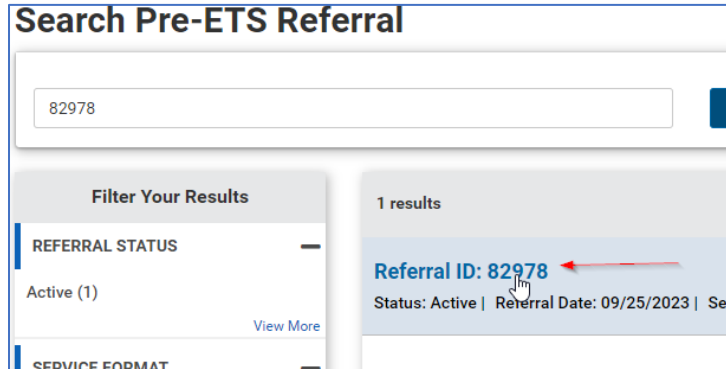 Search Pre-ETS Referral
82978
Filter Your Results
REFERRAL STATUS
Active (1)
View More
SERVICE FORMAT
1 results
Referral ID: 82978
Status: Active | Referral Date: 09/25/2023 | Se